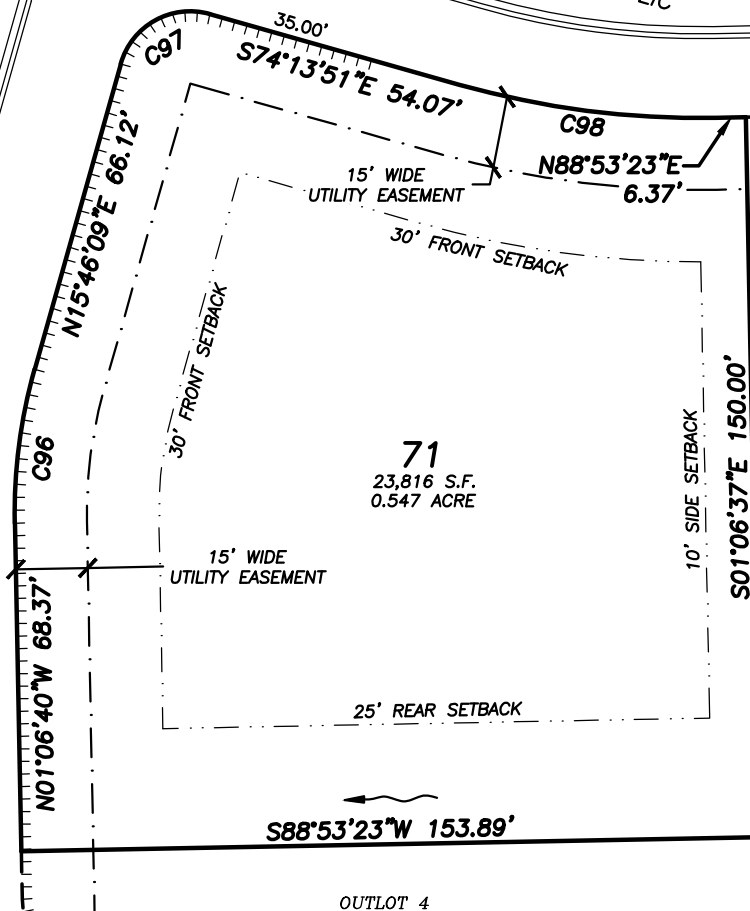 35.00'
C97
S74°13'51"E 54.07'
C98
N88°53'23"E
6.37'
15' WIDE
UTILITY EASEMENT
30' FRONT SETBACK
N15°46'09"E 66.12'
30' FRONT SETBACK
C96
71
23,816 S.F.
0.547 ACRE
10' SIDE SETBACK
S01°06'37"E 150.00'
15' WIDE
UTILITY EASEMENT
N01°06'40"W 68.37'
25' REAR SETBACK
S88°53'23"W 153.89'
OUTLOT 4